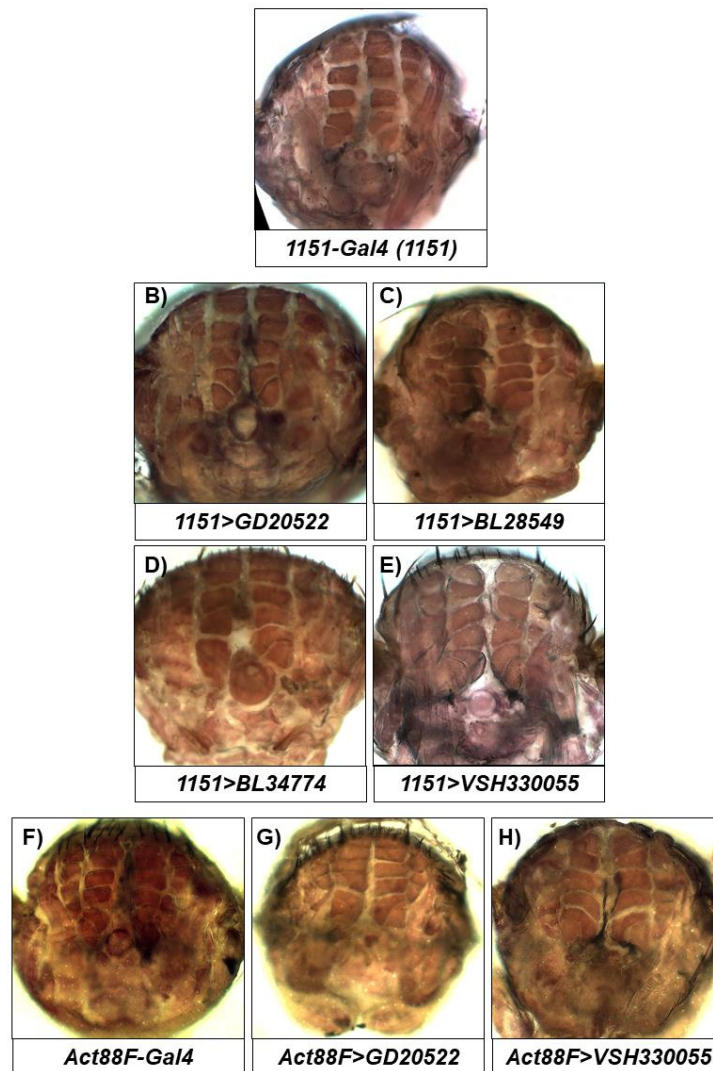 1151-Gal4 (1151)
B)
C)
1151>GD20522
1151>BL28549
D)
E)
1151>BL34774
1151>VSH330055
F)
G)
H)
Act88F-Gal4
Act88F>GD20522
Act88F>VSH330055